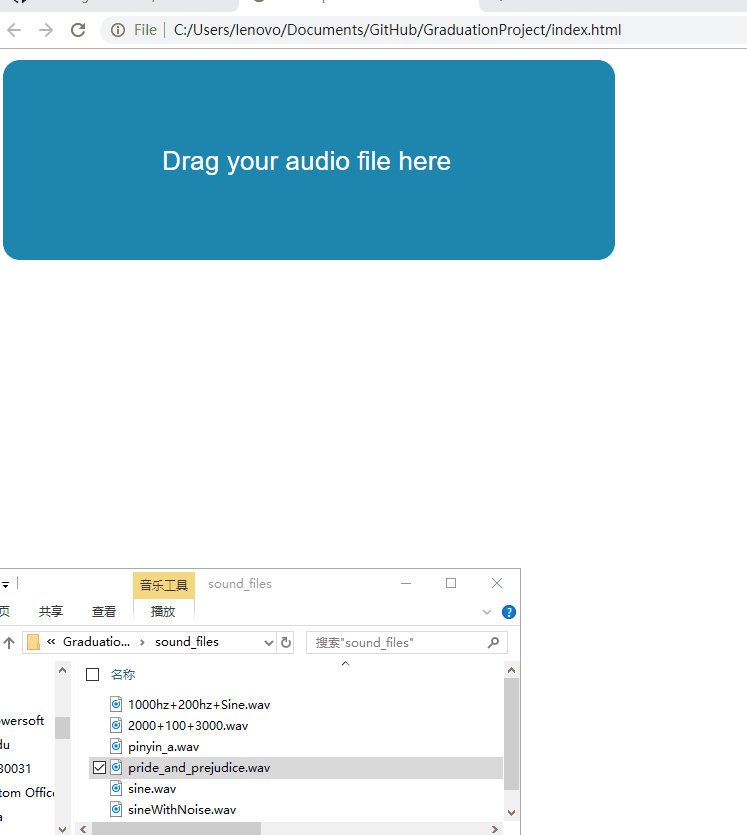 File | C:/Users/lenovo/Documents/GitHub/GraduationProject/index.html
Drag your audio file here
音乐工具 sound_files
页 共享 查看 播放
« Graduatio... › sound_files 搜索"sound_files"
名称
1000hz+200hz+Sine.wav
2000+100+3000.wav
pinyin_a.wav
pride_and_prejudice.wav
sine.wav
sineWithNoise.wav
wersoft
du
30031
tom Offic
a